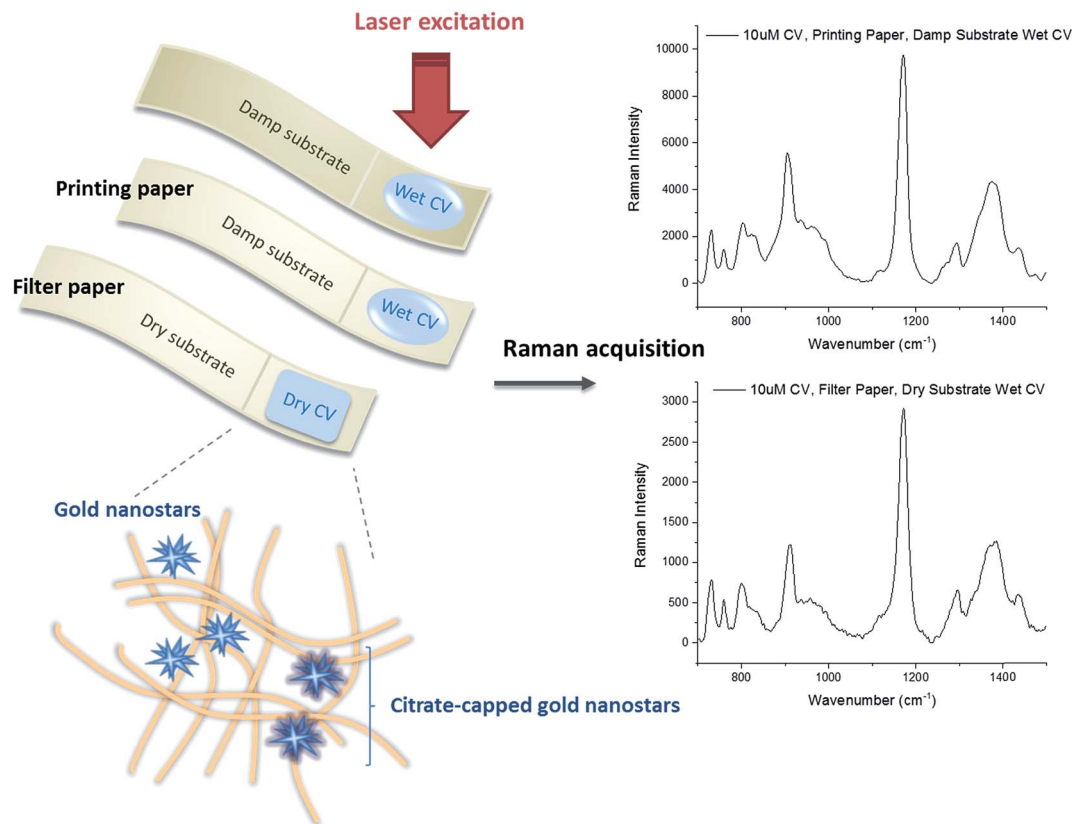 Laser excitation
Damp substrate
Wet CV
Printing paper
Damp substrate
Wet CV
Filter paper
Dry substrate
Dry CV
Gold nanostars
Citrate-capped gold nanostars
Raman acquisition
10uM CV, Printing Paper, Damp Substrate Wet CV
Raman Intensity
10000
8000
6000
4000
2000
0
800 1000 1200 1400
Wavenumber (cm⁻¹)
10uM CV, Filter Paper, Dry Substrate Wet CV
Raman Intensity
3000
2500
2000
1500
1000
500
0
800 1000 1200 1400
Wavenumber (cm⁻¹)